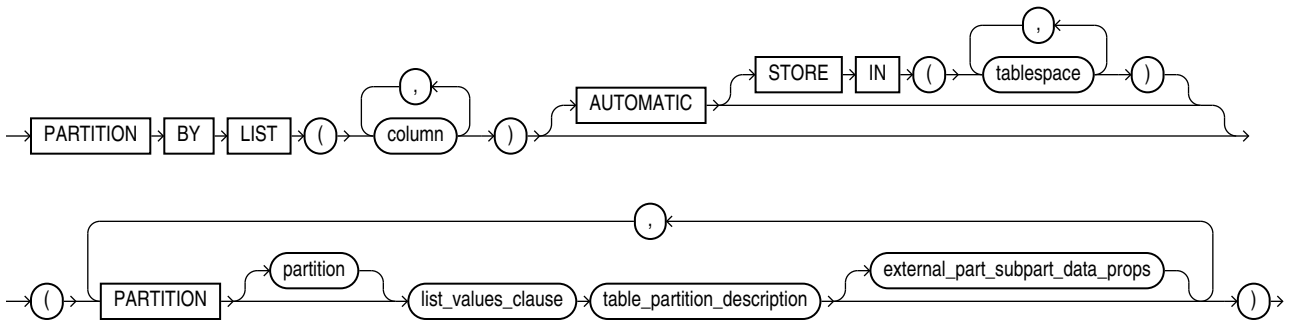 ,
STORE IN ( tablespace )
,
AUTOMATIC
PARTITION BY LIST ( column )
,
partition external_part_subpart_data_props
( PARTITION list_values_clause table_partition_description )